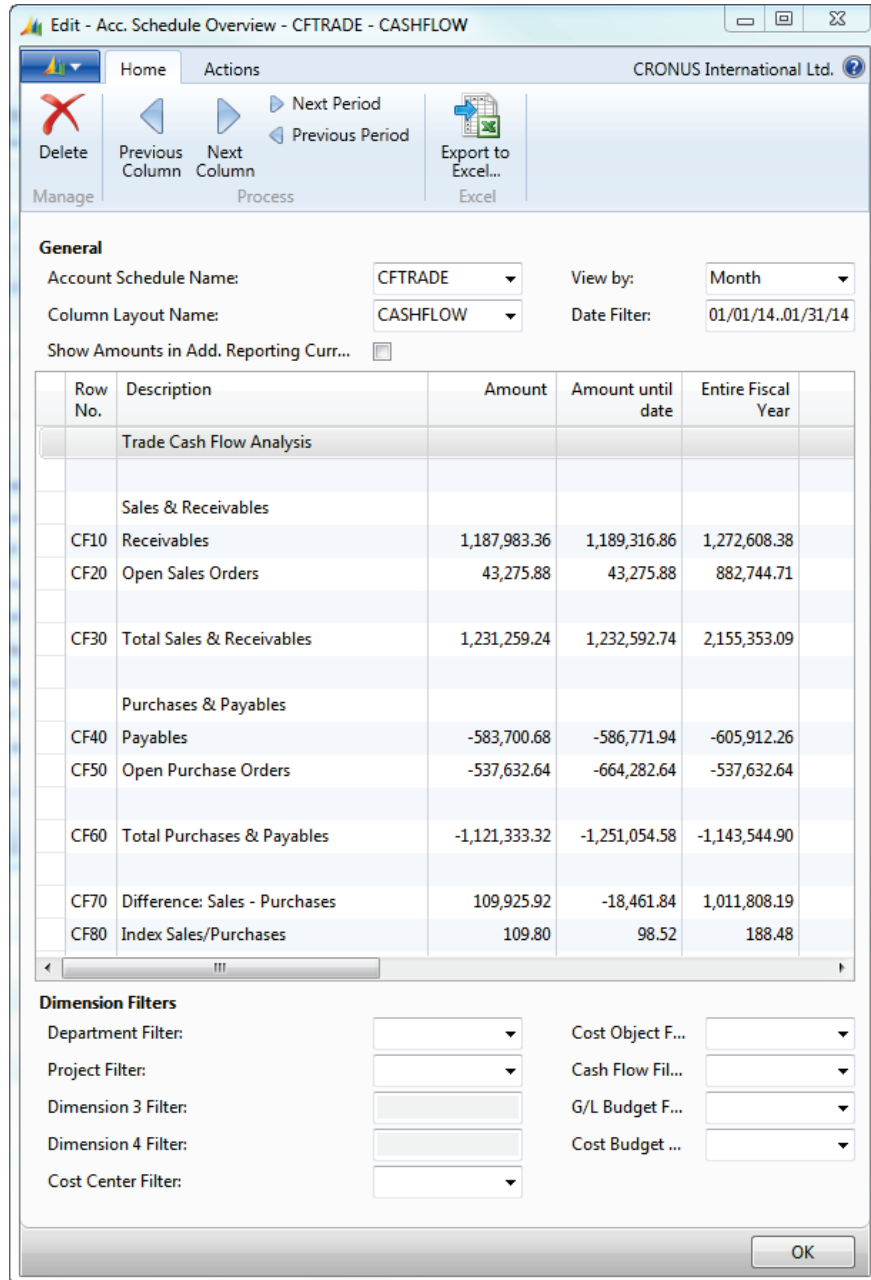 Edit - Acc. Schedule Overview - CFTRADE - CASHFLOW
Home Actions CRONUS International Ltd.
Delete
Previous Column
Next Column
Next Period
Previous Period
Export to Excel...
Manage Process Excel
General
Account Schedule Name: CFTRADE View by: Month
Column Layout Name: CASHFLOW Date Filter: 01/01/14..01/31/14
Show Amounts in Add. Reporting Curr...
Row No. Description Amount Amount until date Entire Fiscal Year
Trade Cash Flow Analysis
Sales & Receivables
CF10 Receivables 1,187,983.36 1,189,316.86 1,272,608.38
CF20 Open Sales Orders 43,275.88 43,275.88 882,744.71
CF30 Total Sales & Receivables 1,231,259.24 1,232,592.74 2,155,353.09
Purchases & Payables
CF40 Payables -583,700.68 -586,771.94 -605,912.26
CF50 Open Purchase Orders -537,632.64 -664,282.64 -537,632.64
CF60 Total Purchases & Payables -1,121,333.32 -1,251,054.58 -1,143,544.90
CF70 Difference: Sales - Purchases 109,925.92 -18,461.84 1,011,808.19
CF80 Index Sales/Purchases 109.80 98.52 188.48
Dimension Filters
Department Filter: Cost Object F...
Project Filter: Cash Flow Fil...
Dimension 3 Filter: G/L Budget F...
Dimension 4 Filter: Cost Budget ...
Cost Center Filter:
OK